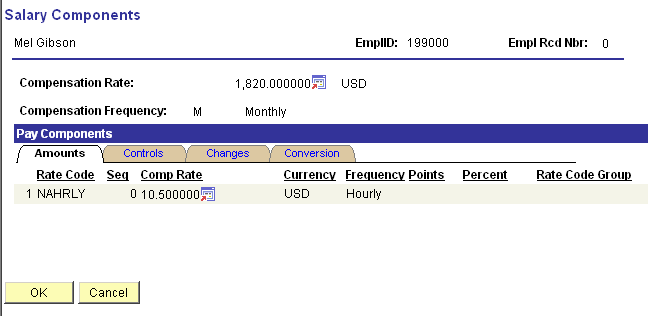 Salary Components
Mel Gibson EmplID: 199000 Empl Rcd Nbr: 0
Compensation Rate: 1,820.000000 USD
Compensation Frequency: M Monthly
Pay Components
Amounts Controls Changes Conversion
Rate Code Seq Comp Rate Currency Frequency Points Percent Rate Code Group
1 NAHRLY 0 10.500000 USD Hourly
OK Cancel